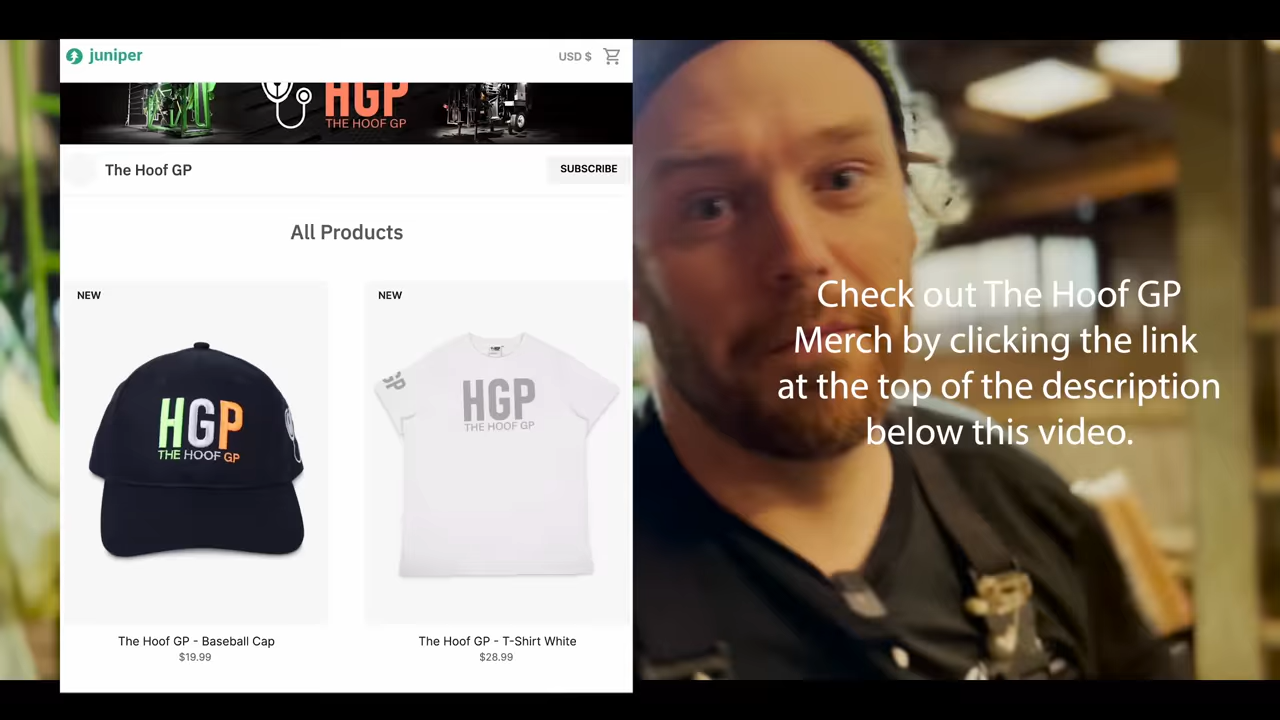 juniper
USD $
HGP
THE HOOF GP
The Hoof GP
SUBSCRIBE
All Products
NEW
NEW
HGP
THE HOOF GP
GP
HGP
THE HOOF GP
The Hoof GP - Baseball Cap
$19.99
The Hoof GP - T-Shirt White
$28.99
Check out The Hoof GP
Merch by clicking the link
at the top of the description
below this video.